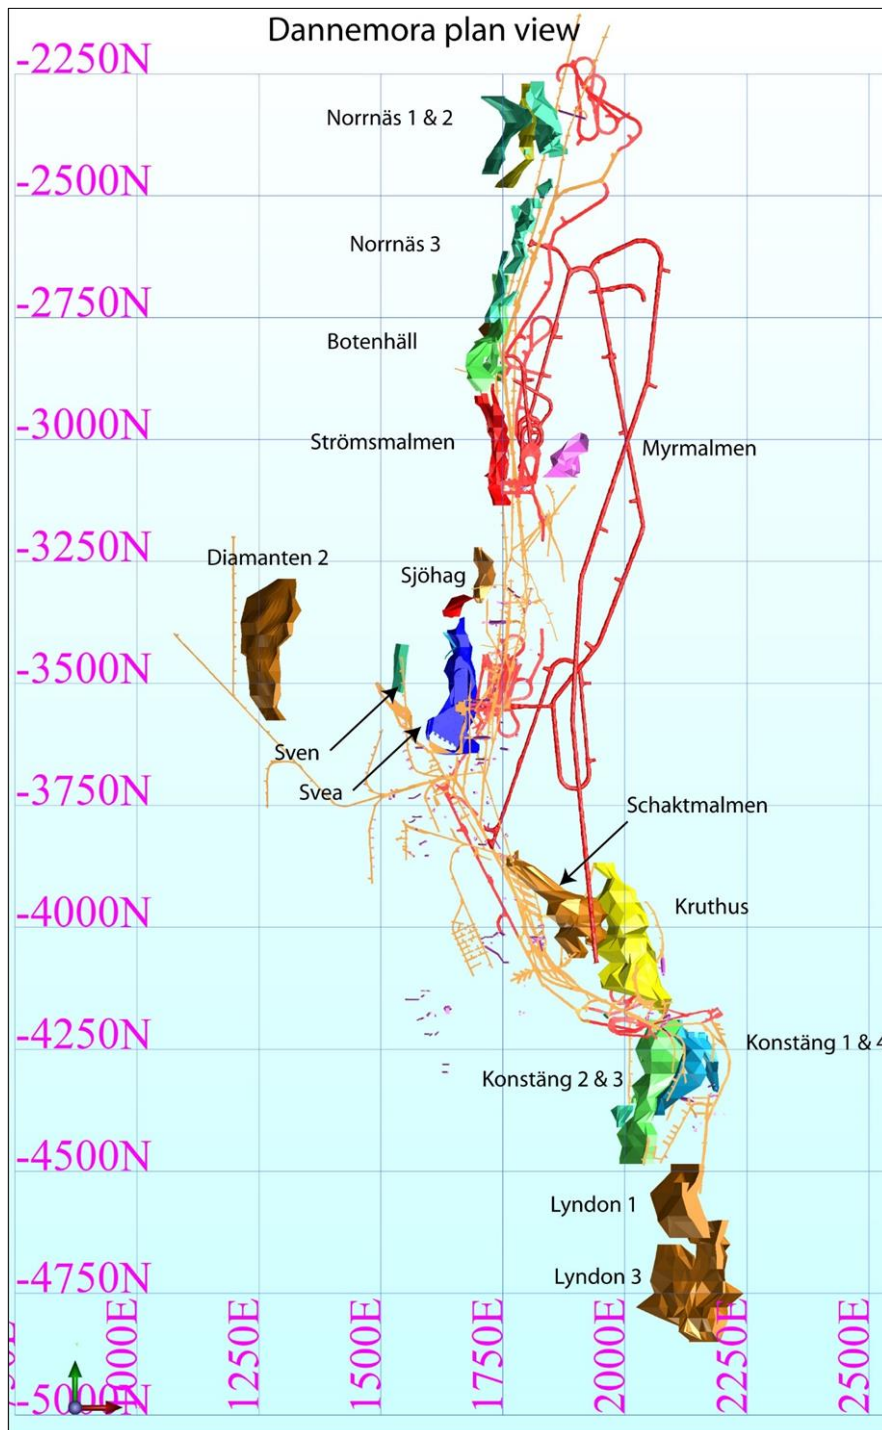 Dannemora plan view
-2250N
Norrnäs 1 & 2
-2500N
Norrnäs 3
-2750N
Botenhäll
-3000N
Strömsmalmen
Myrmalmen
-3250N
Diamanten 2
Sjöhag
-3500N
Sven
Svea
-3750N
Schaktmalmen
-4000N
Kruthus
-4250N
Konstäng 1 & 4
Konstäng 2 & 3
-4500N
Lyndon 1
-4750N
Lyndon 3
1250E
1500E
1750E
2000E
2250E
2500E
-5000N